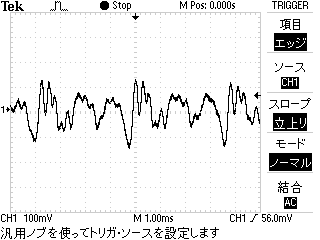 Tek ● Stop M Pos: 0.000s TRIGGER
項目
エッジ
ソース
CH1
スロープ
立上り
モード
ノーマル
結合
AC
1
CH1 100mV M 1.00ms CH1 56.0mV
汎用ノブを使ってトリガ・ソースを設定します